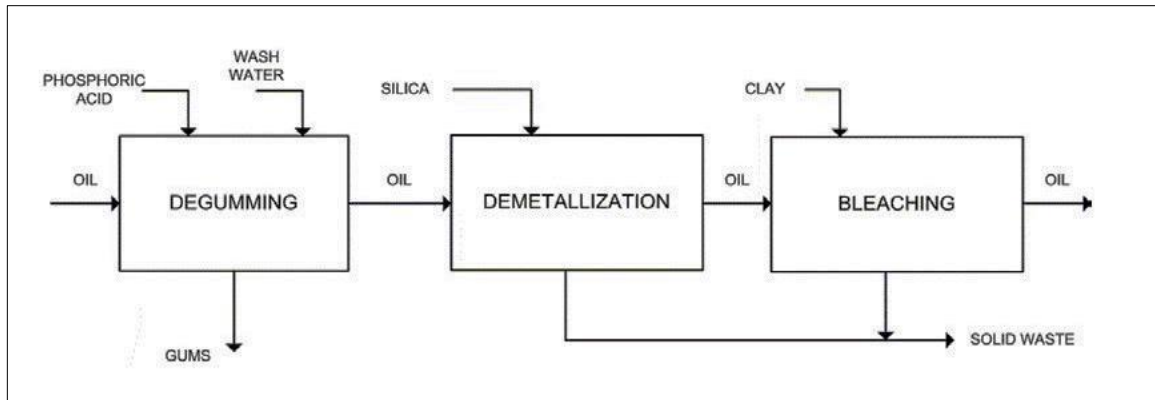 PHOSPHORIC
ACID
WASH
WATER
SILICA
CLAY
OIL
DEGUMMING
OIL
DEMETALLIZATION
OIL
BLEACHING
OIL
GUMS
SOLID WASTE